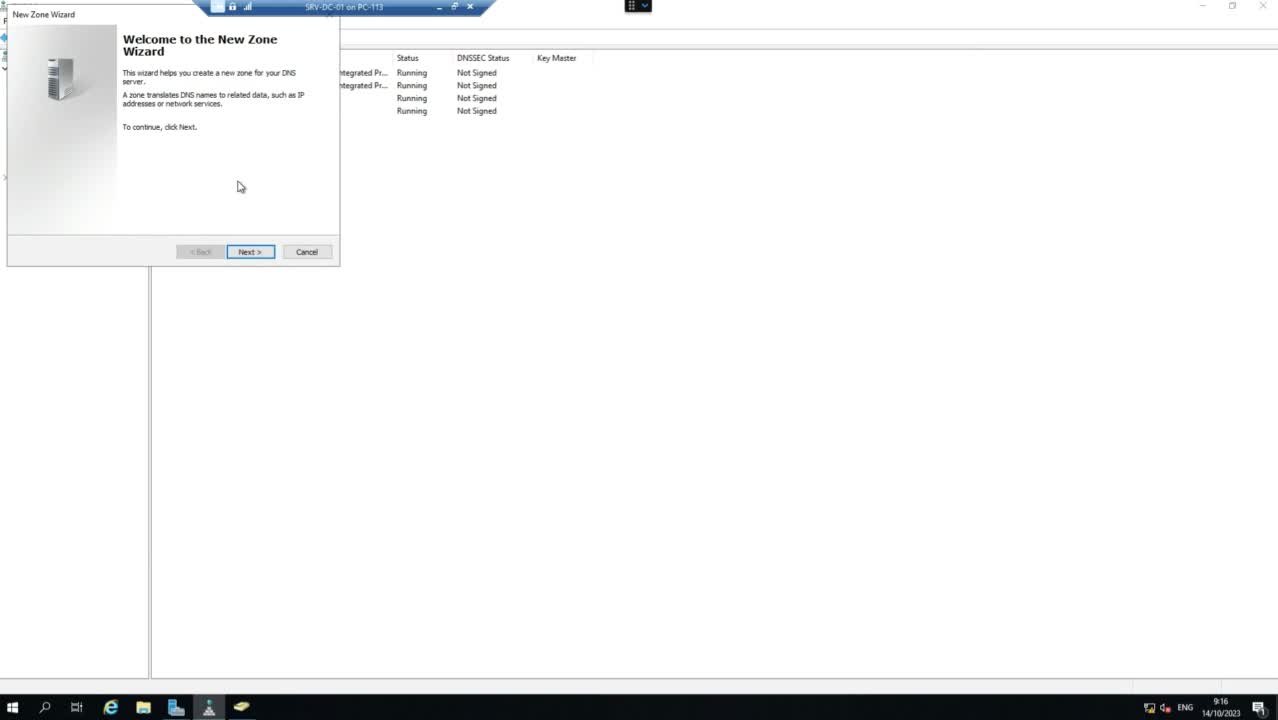 New Zone Wizard
SRV-DC-01 on PC-113
Welcome to the New Zone
Wizard
This wizard helps you create a new zone for your DNS
server.
A zone translates DNS names to related data, such as IP
addresses or network services.
To continue, click Next.
< Back
Next >
Cancel
Status DNSSEC Status Key Master
ntegrated Pr... Running Not Signed
ntegrated Pr... Running Not Signed
Running Not Signed
Running Not Signed
ENG
9:16
14/10/2023
1